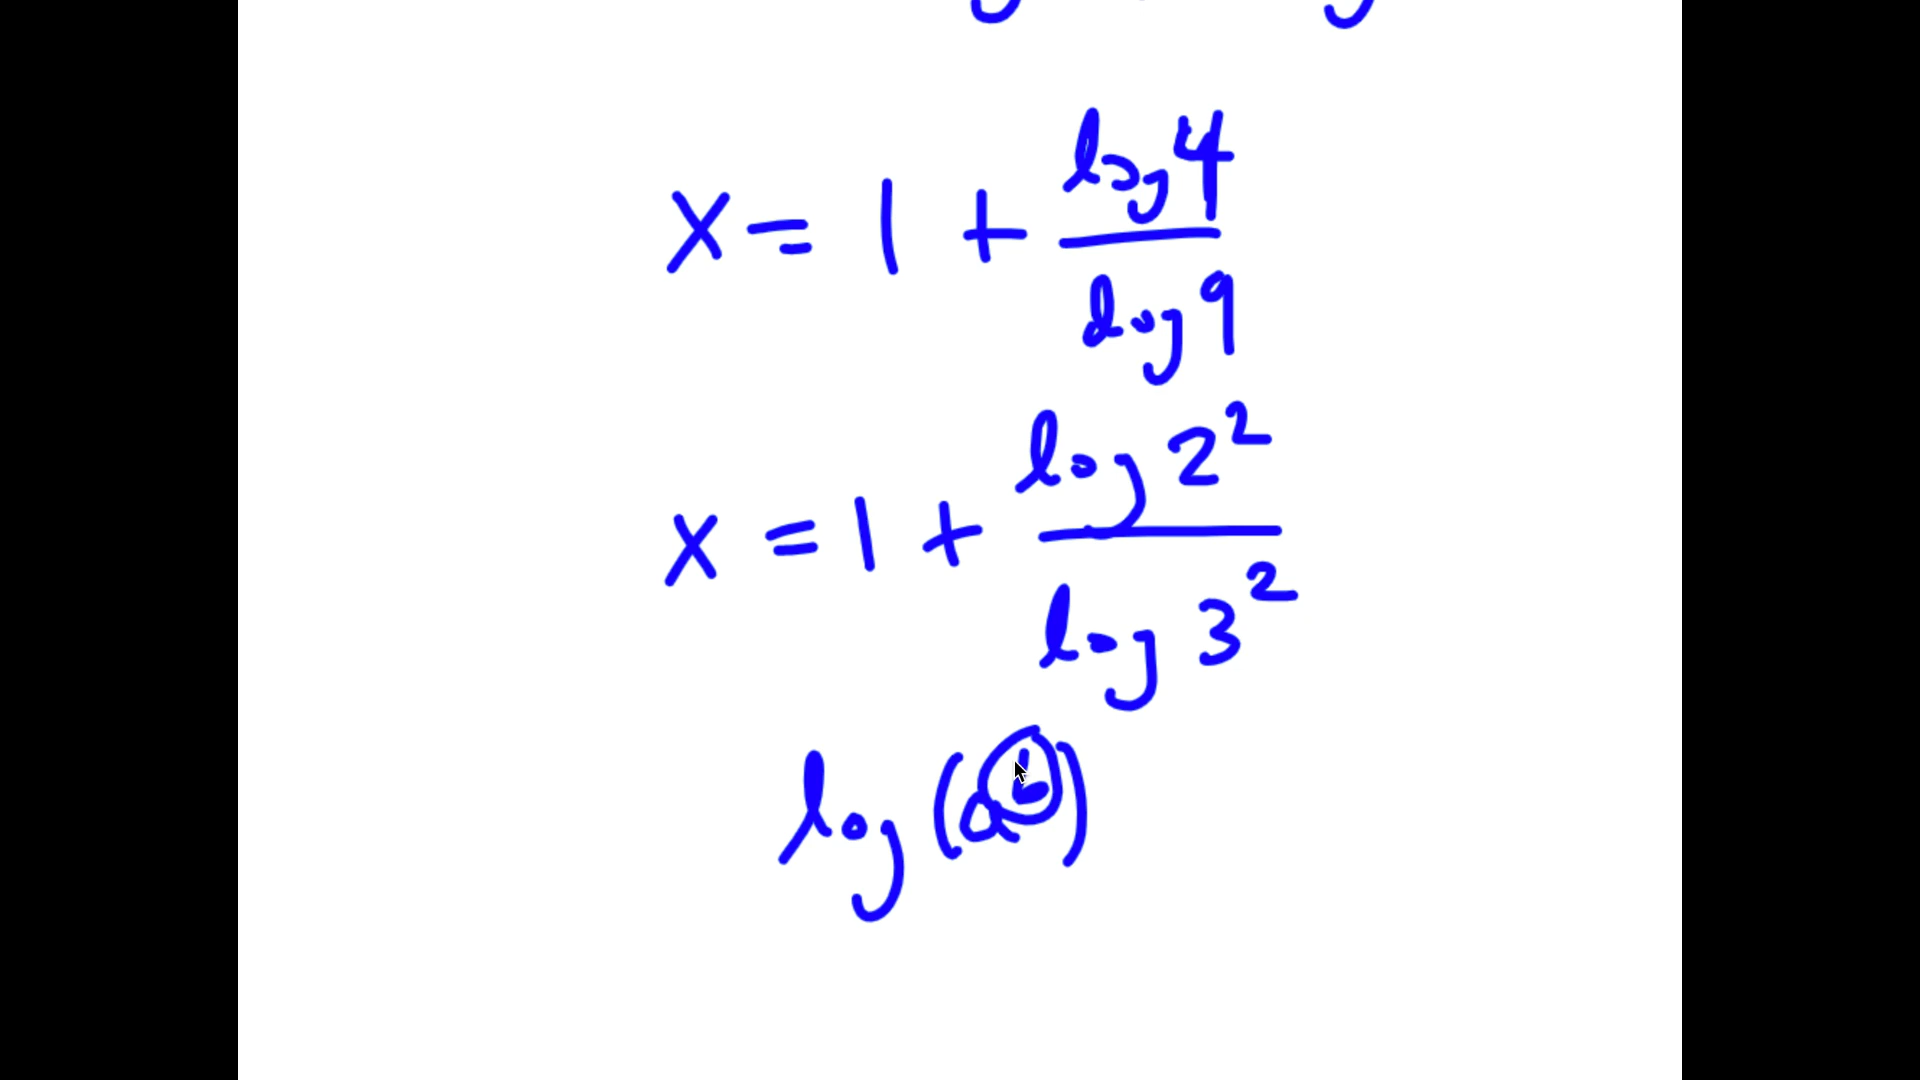 x = 1 + log 4 / log 9
x = 1 + log 2² / log 3²
log (a^b)